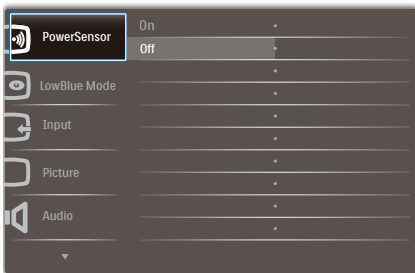 PowerSensor
On
Off
LowBlue Mode
Input
Picture
Audio